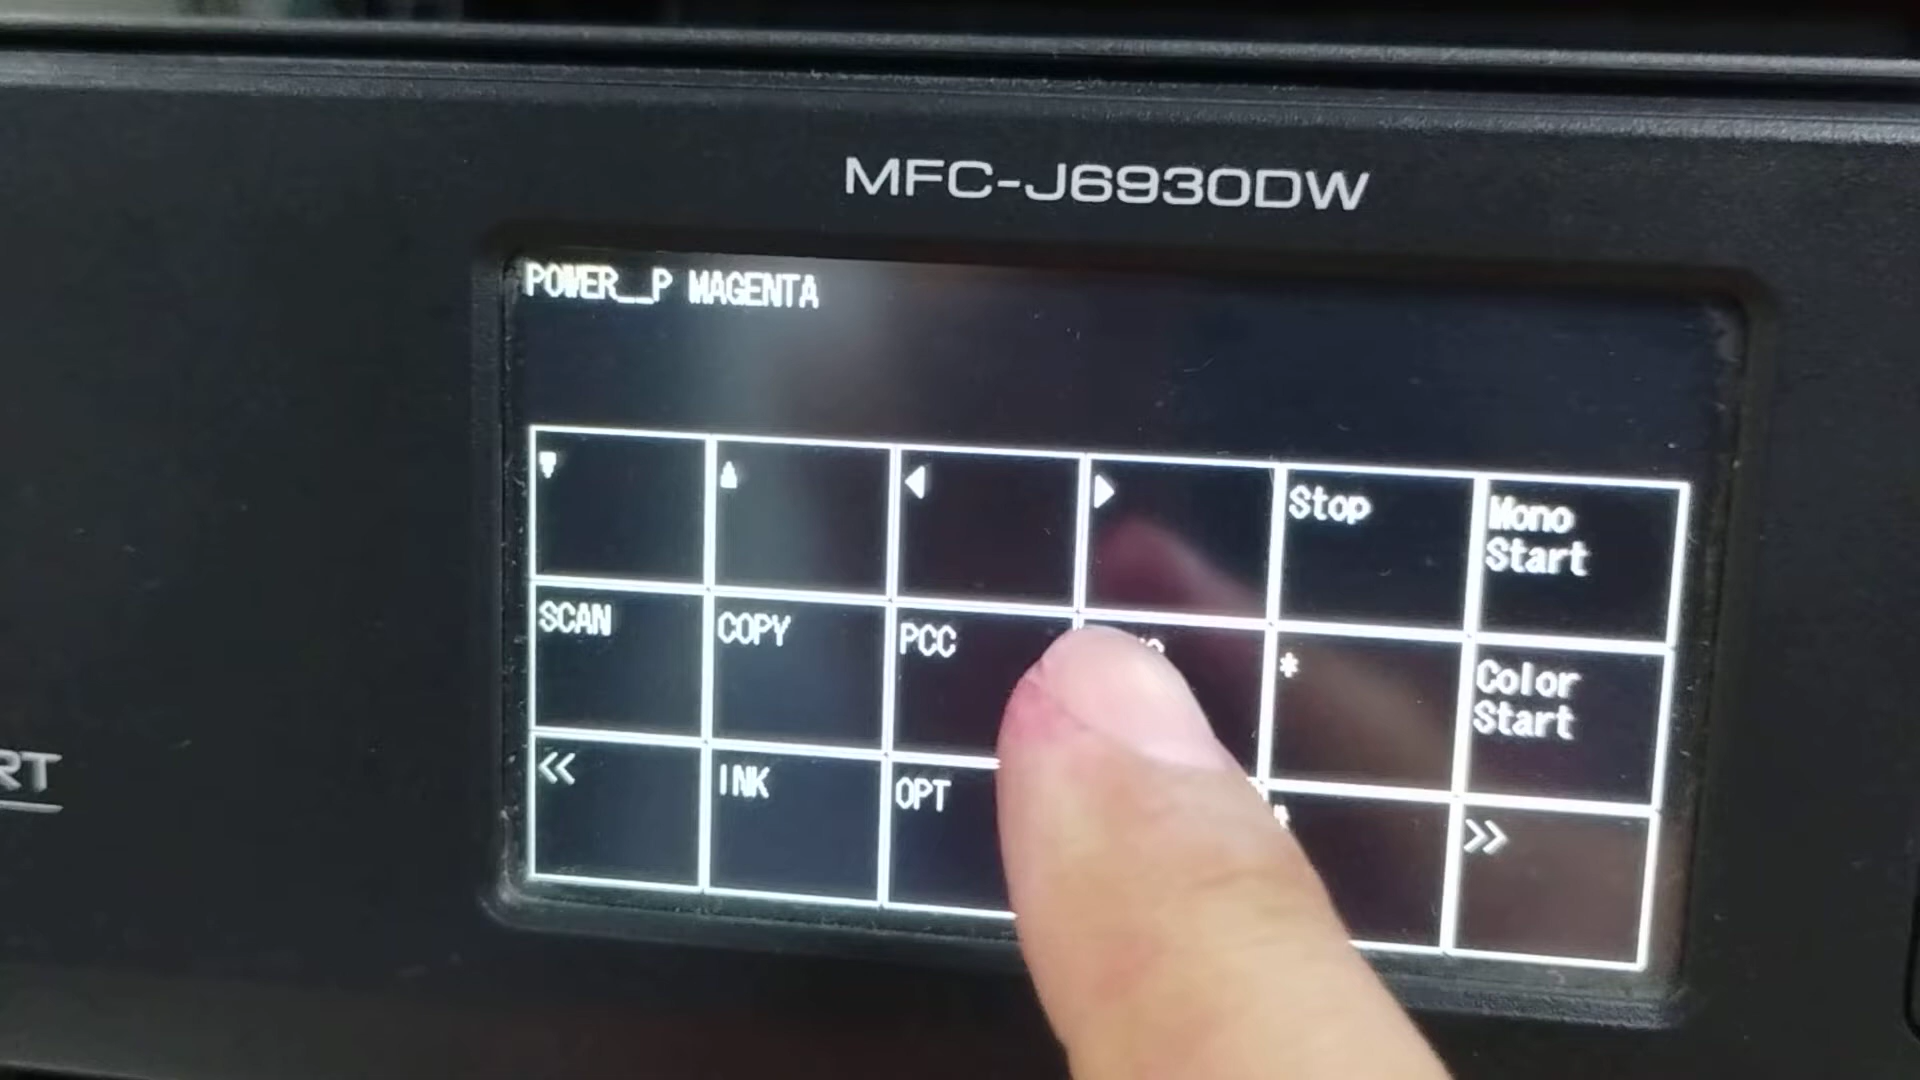 MFC-J6930DW
POWER__P MAGENTA
▼ ▲ ◀ ▶ Stop Mono
Start
SCAN COPY PCC * Color
Start
<< INK OPT >>
RT